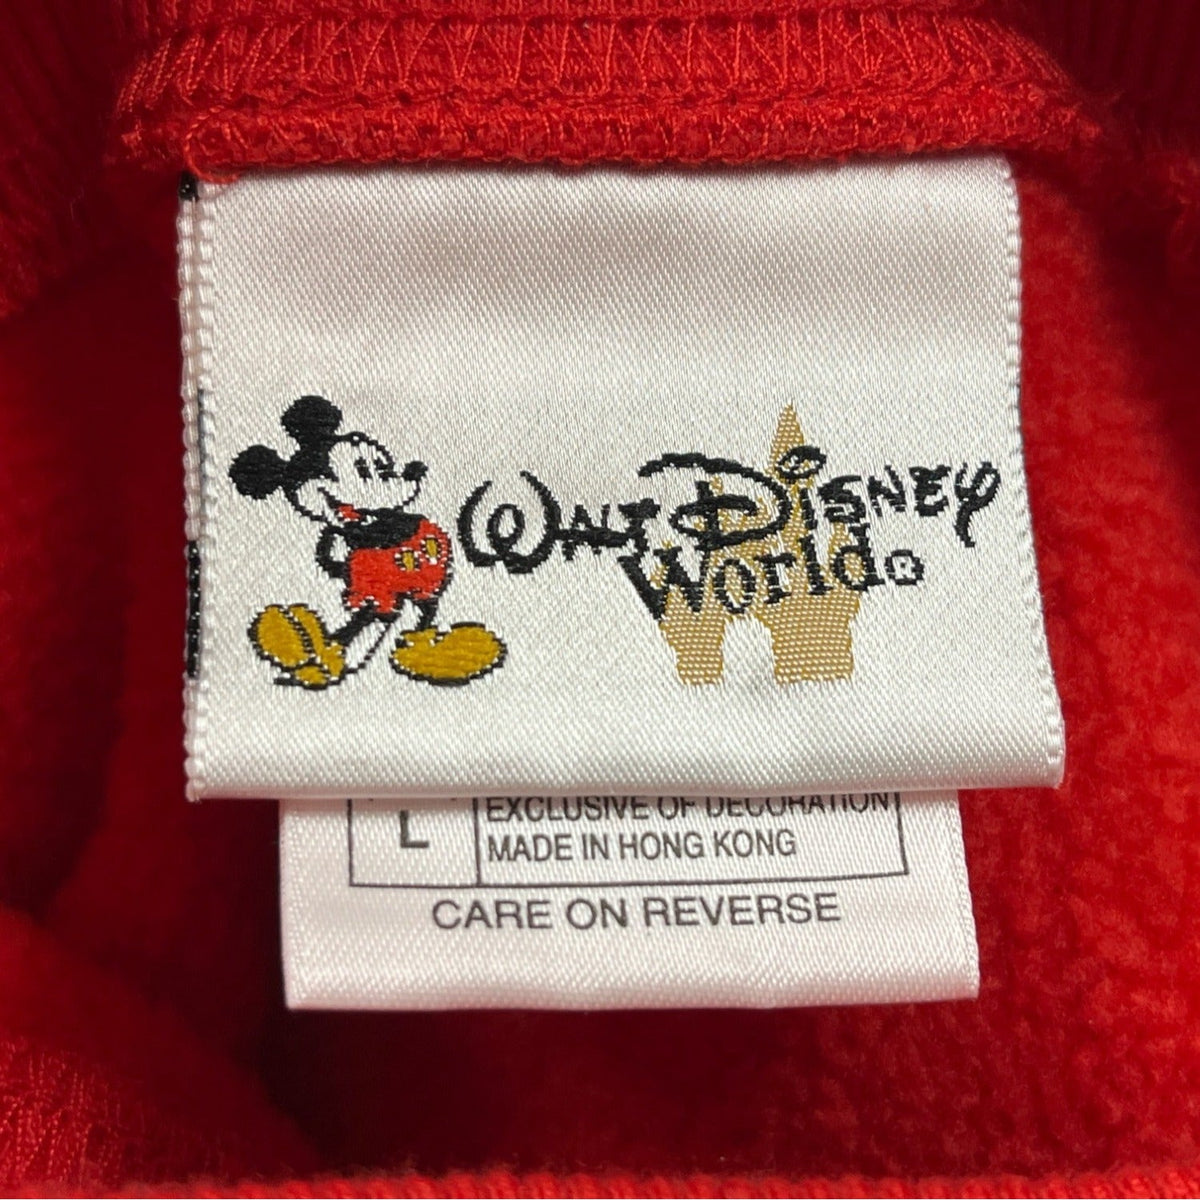 WALT DISNEY
World®
L
EXCLUSIVE OF DECORATION
MADE IN HONG KONG
CARE ON REVERSE